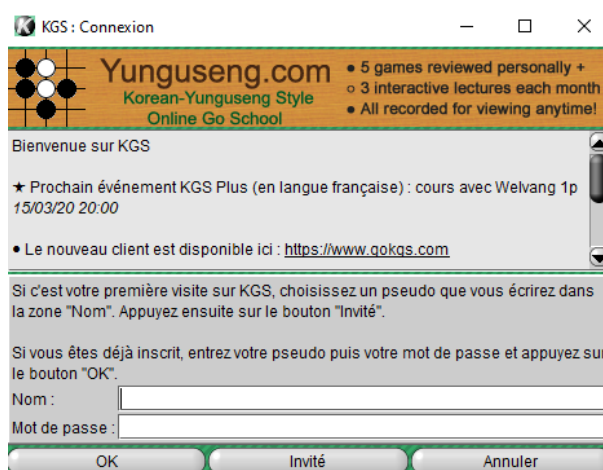 KGS : Connexion
Yunguseng.com
Korean-Yunguseng Style
Online Go School
● 5 games reviewed personally +
○ 3 interactive lectures each month
● All recorded for viewing anytime!
Bienvenue sur KGS
★ Prochain événement KGS Plus (en langue française) : cours avec Welvang 1p
15/03/20 20:00
● Le nouveau client est disponible ici : https://www.gokgs.com
Si c'est votre première visite sur KGS, choisissez un pseudo que vous écrirez dans
la zone "Nom". Appuyez ensuite sur le bouton "Invité".
Si vous êtes déjà inscrit, entrez votre pseudo puis votre mot de passe et appuyez sur
le bouton "OK".
Nom :
Mot de passe :
OK
Invité
Annuler